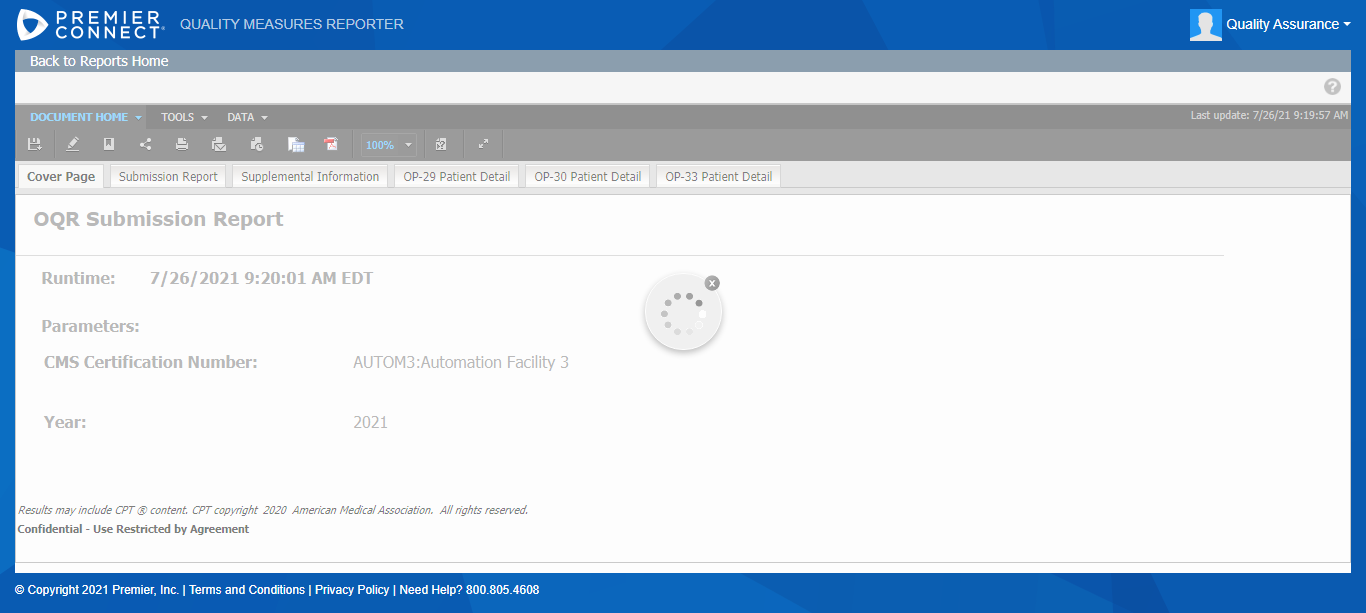 PREMIER CONNECT® QUALITY MEASURES REPORTER
Quality Assurance
Back to Reports Home
?
DOCUMENT HOME TOOLS DATA
Last update: 7/26/21 9:19:57 AM
100%
Cover Page Submission Report Supplemental Information OP-29 Patient Detail OP-30 Patient Detail OP-33 Patient Detail
OQR Submission Report
Runtime: 7/26/2021 9:20:01 AM EDT
x
Parameters:
CMS Certification Number: AUTOM3:Automation Facility 3
Year: 2021
Results may include CPT ® content. CPT copyright 2020 American Medical Association. All rights reserved.
Confidential - Use Restricted by Agreement
© Copyright 2021 Premier, Inc. | Terms and Conditions | Privacy Policy | Need Help? 800.805.4608